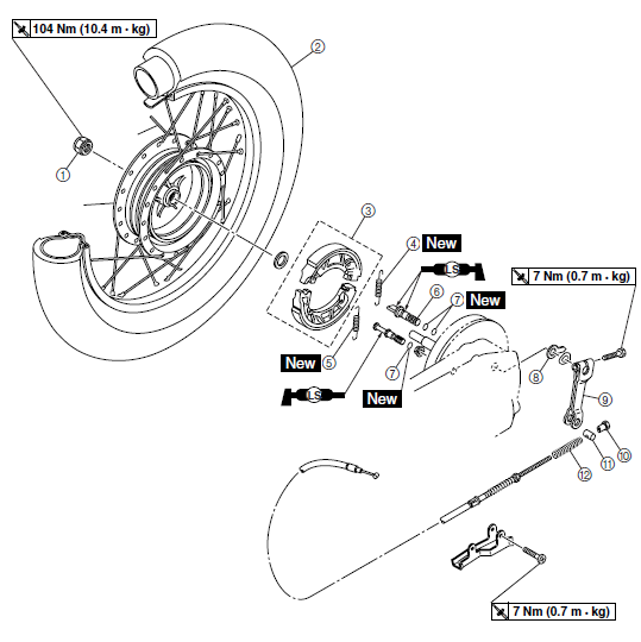 104 Nm (10.4 m · kg)
②
①
③
④ New
LS
7 Nm (0.7 m · kg)
⑥
⑦ New
New ⑤
⑦
⑧
LS
New
⑨
⑩
⑪
⑫
7 Nm (0.7 m · kg)